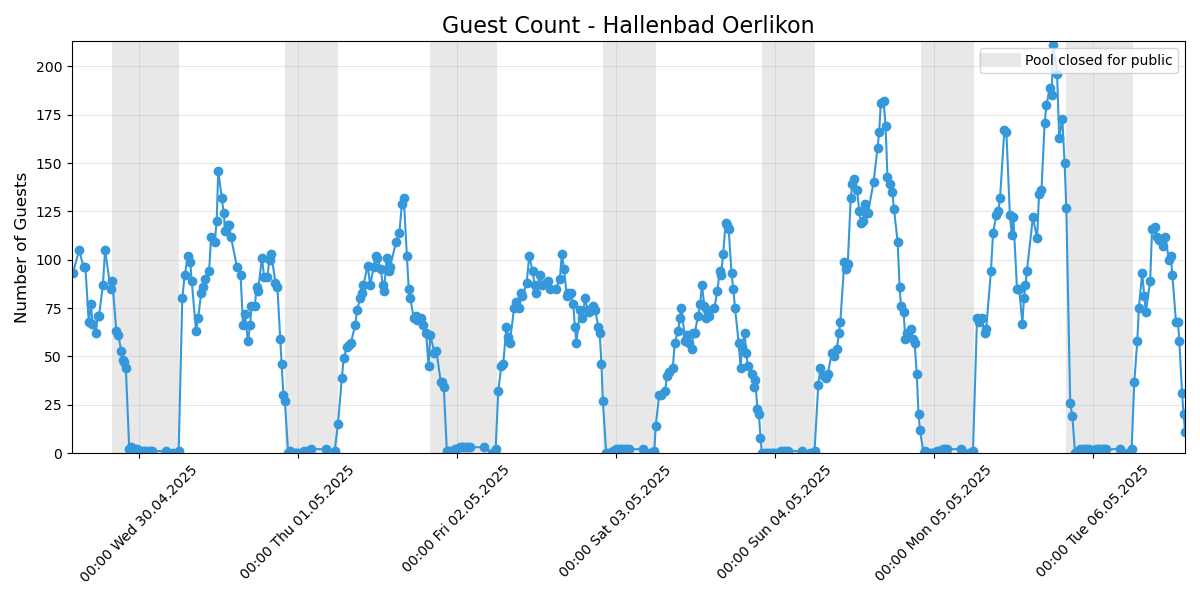 Guest Count - Hallenbad Oerlikon
Pool closed for public
Number of Guests
200
175
150
125
100
75
50
25
0
00:00 Wed 30.04.2025
00:00 Thu 01.05.2025
00:00 Fri 02.05.2025
00:00 Sat 03.05.2025
00:00 Sun 04.05.2025
00:00 Mon 05.05.2025
00:00 Tue 06.05.2025